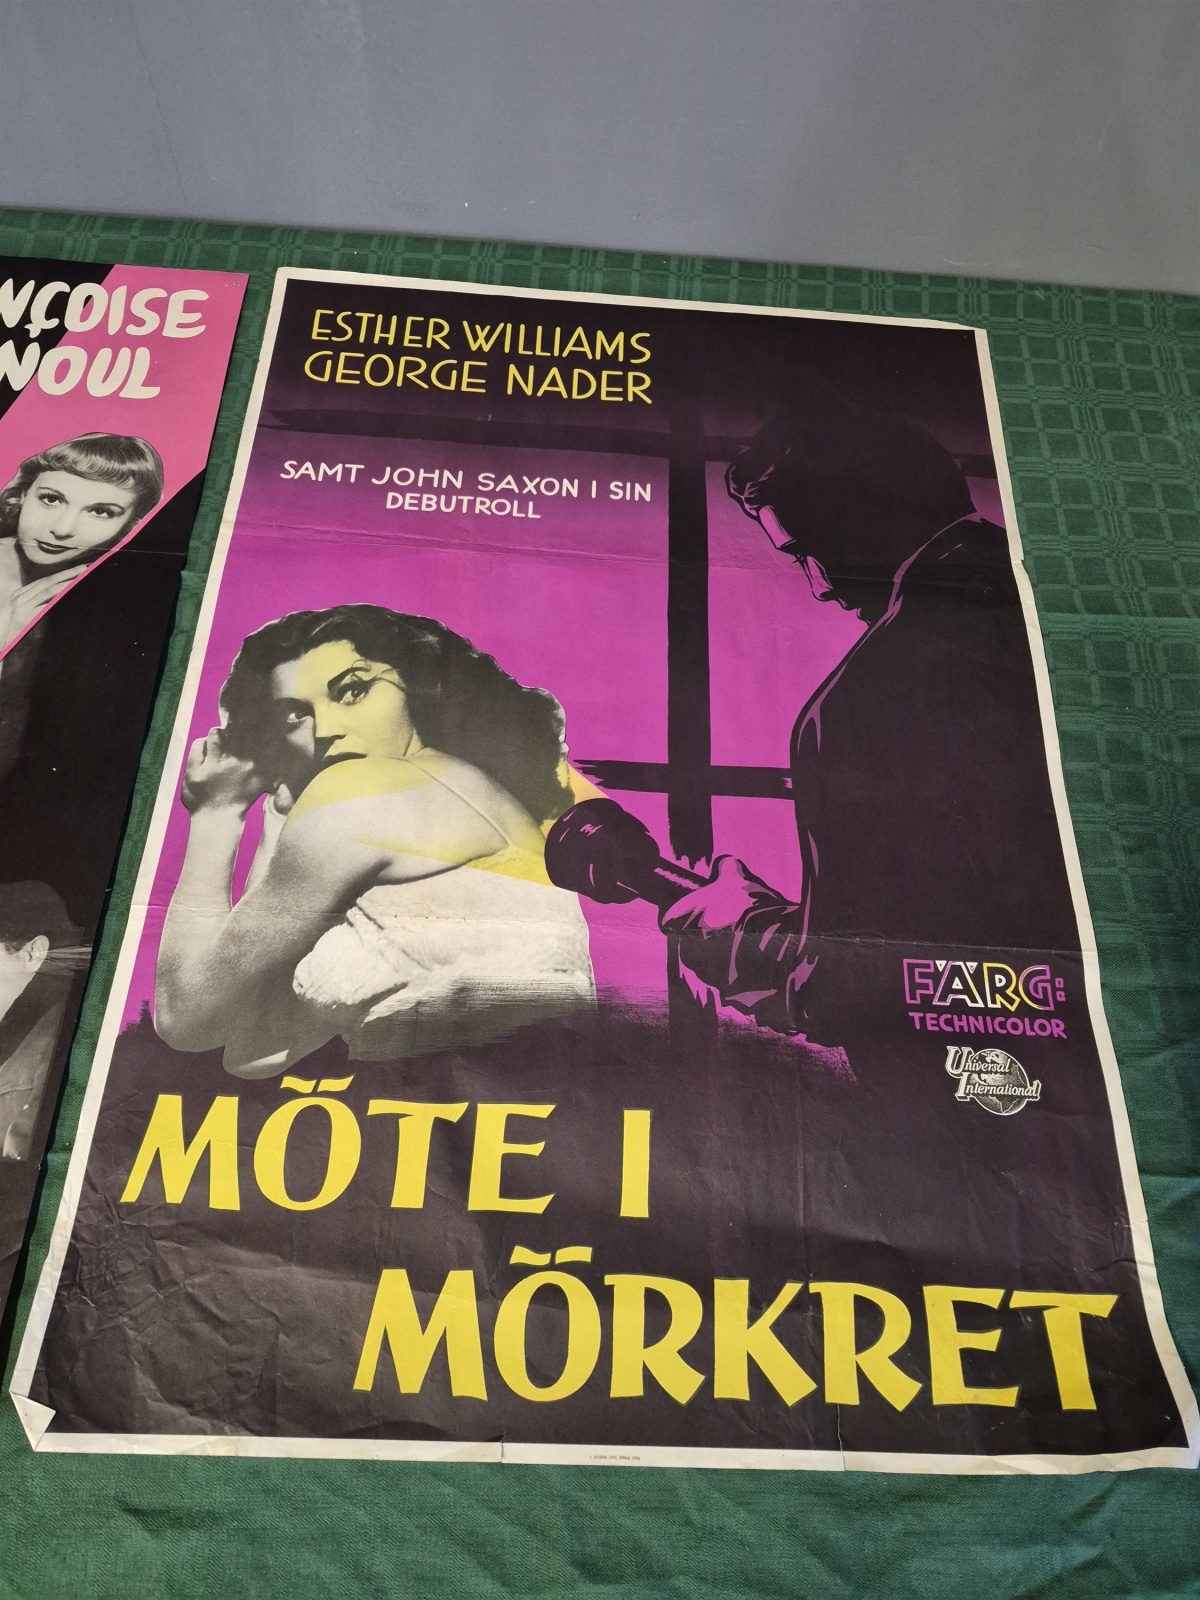 NÇOISE
NOUL
ESTHER WILLIAMS
GEORGE NADER
SAMT JOHN SAXON I SIN
DEBUTROLL
FÄRG:
TECHNICOLOR
Universal
International
MÖTE I
MÖRKRET